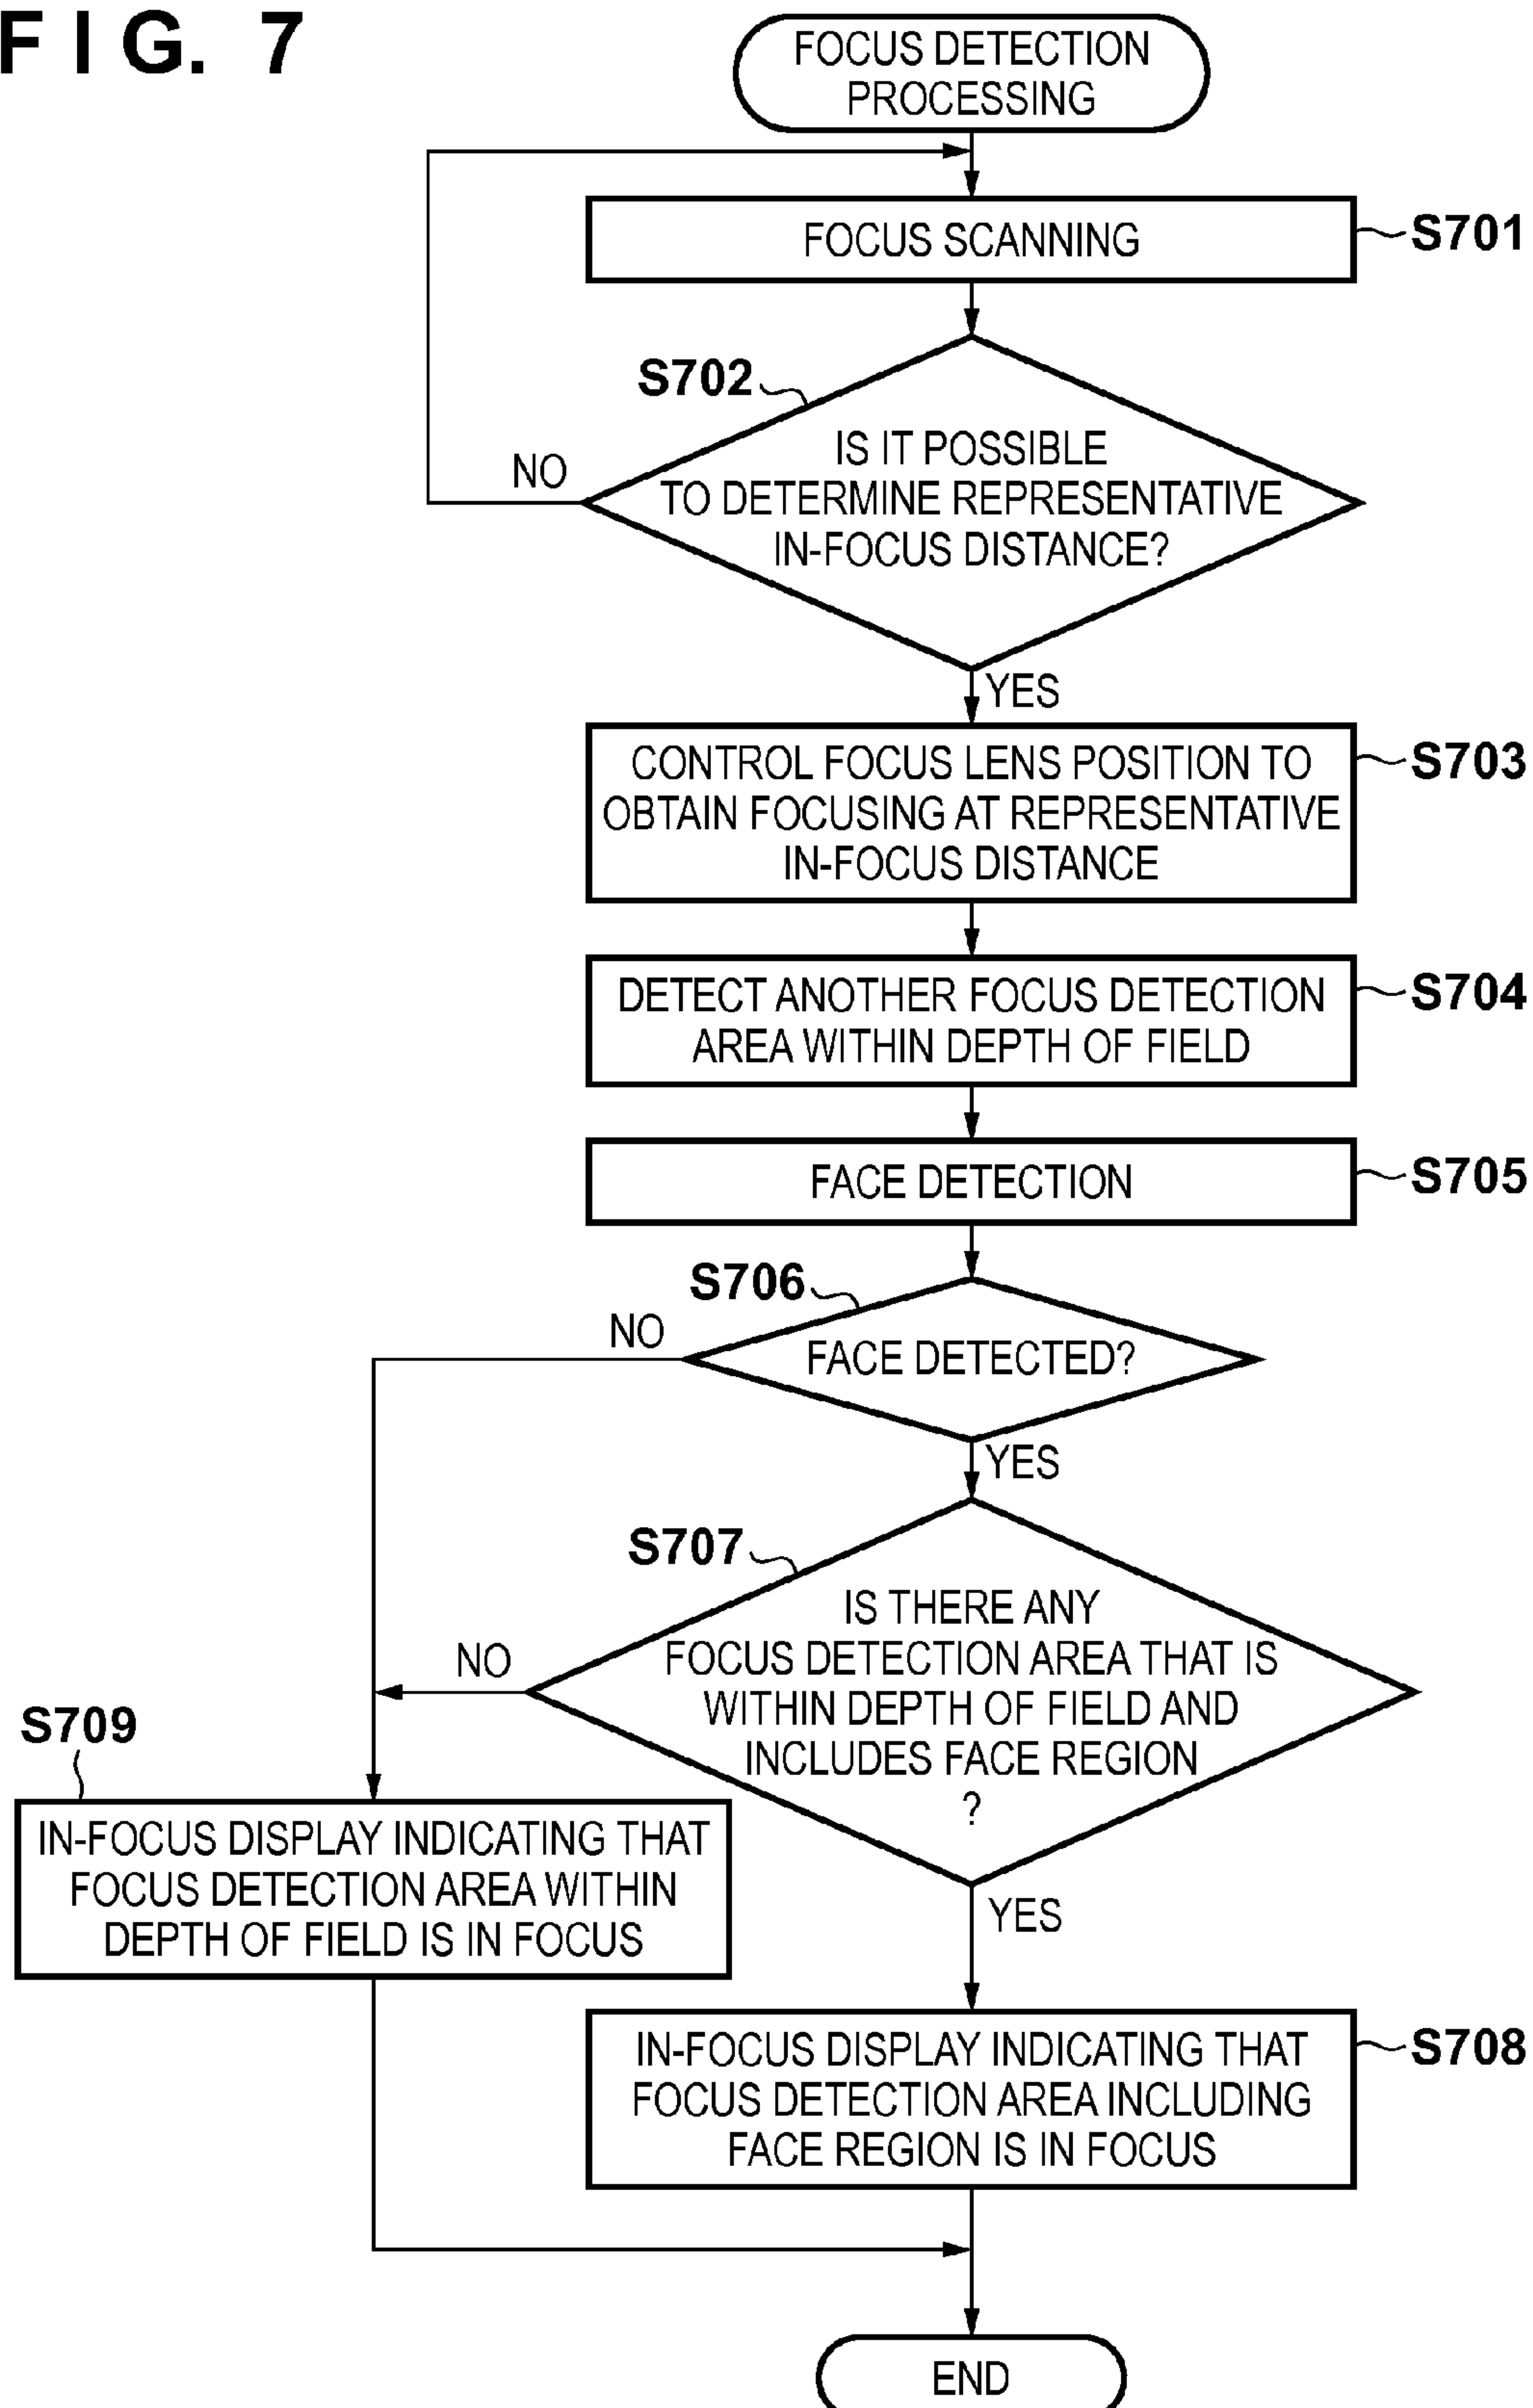 FIG. 7
FOCUS DETECTION
PROCESSING
FOCUS SCANNING
S701
S702
IS IT POSSIBLE
TO DETERMINE REPRESENTATIVE
IN-FOCUS DISTANCE?
NO
YES
CONTROL FOCUS LENS POSITION TO
OBTAIN FOCUSING AT REPRESENTATIVE
IN-FOCUS DISTANCE
S703
DETECT ANOTHER FOCUS DETECTION
AREA WITHIN DEPTH OF FIELD
S704
FACE DETECTION
S705
S706
NO
FACE DETECTED?
YES
S707
IS THERE ANY
FOCUS DETECTION AREA THAT IS
WITHIN DEPTH OF FIELD AND
INCLUDES FACE REGION
?
NO
YES
S709
IN-FOCUS DISPLAY INDICATING THAT
FOCUS DETECTION AREA WITHIN
DEPTH OF FIELD IS IN FOCUS
IN-FOCUS DISPLAY INDICATING THAT
FOCUS DETECTION AREA INCLUDING
FACE REGION IS IN FOCUS
S708
END